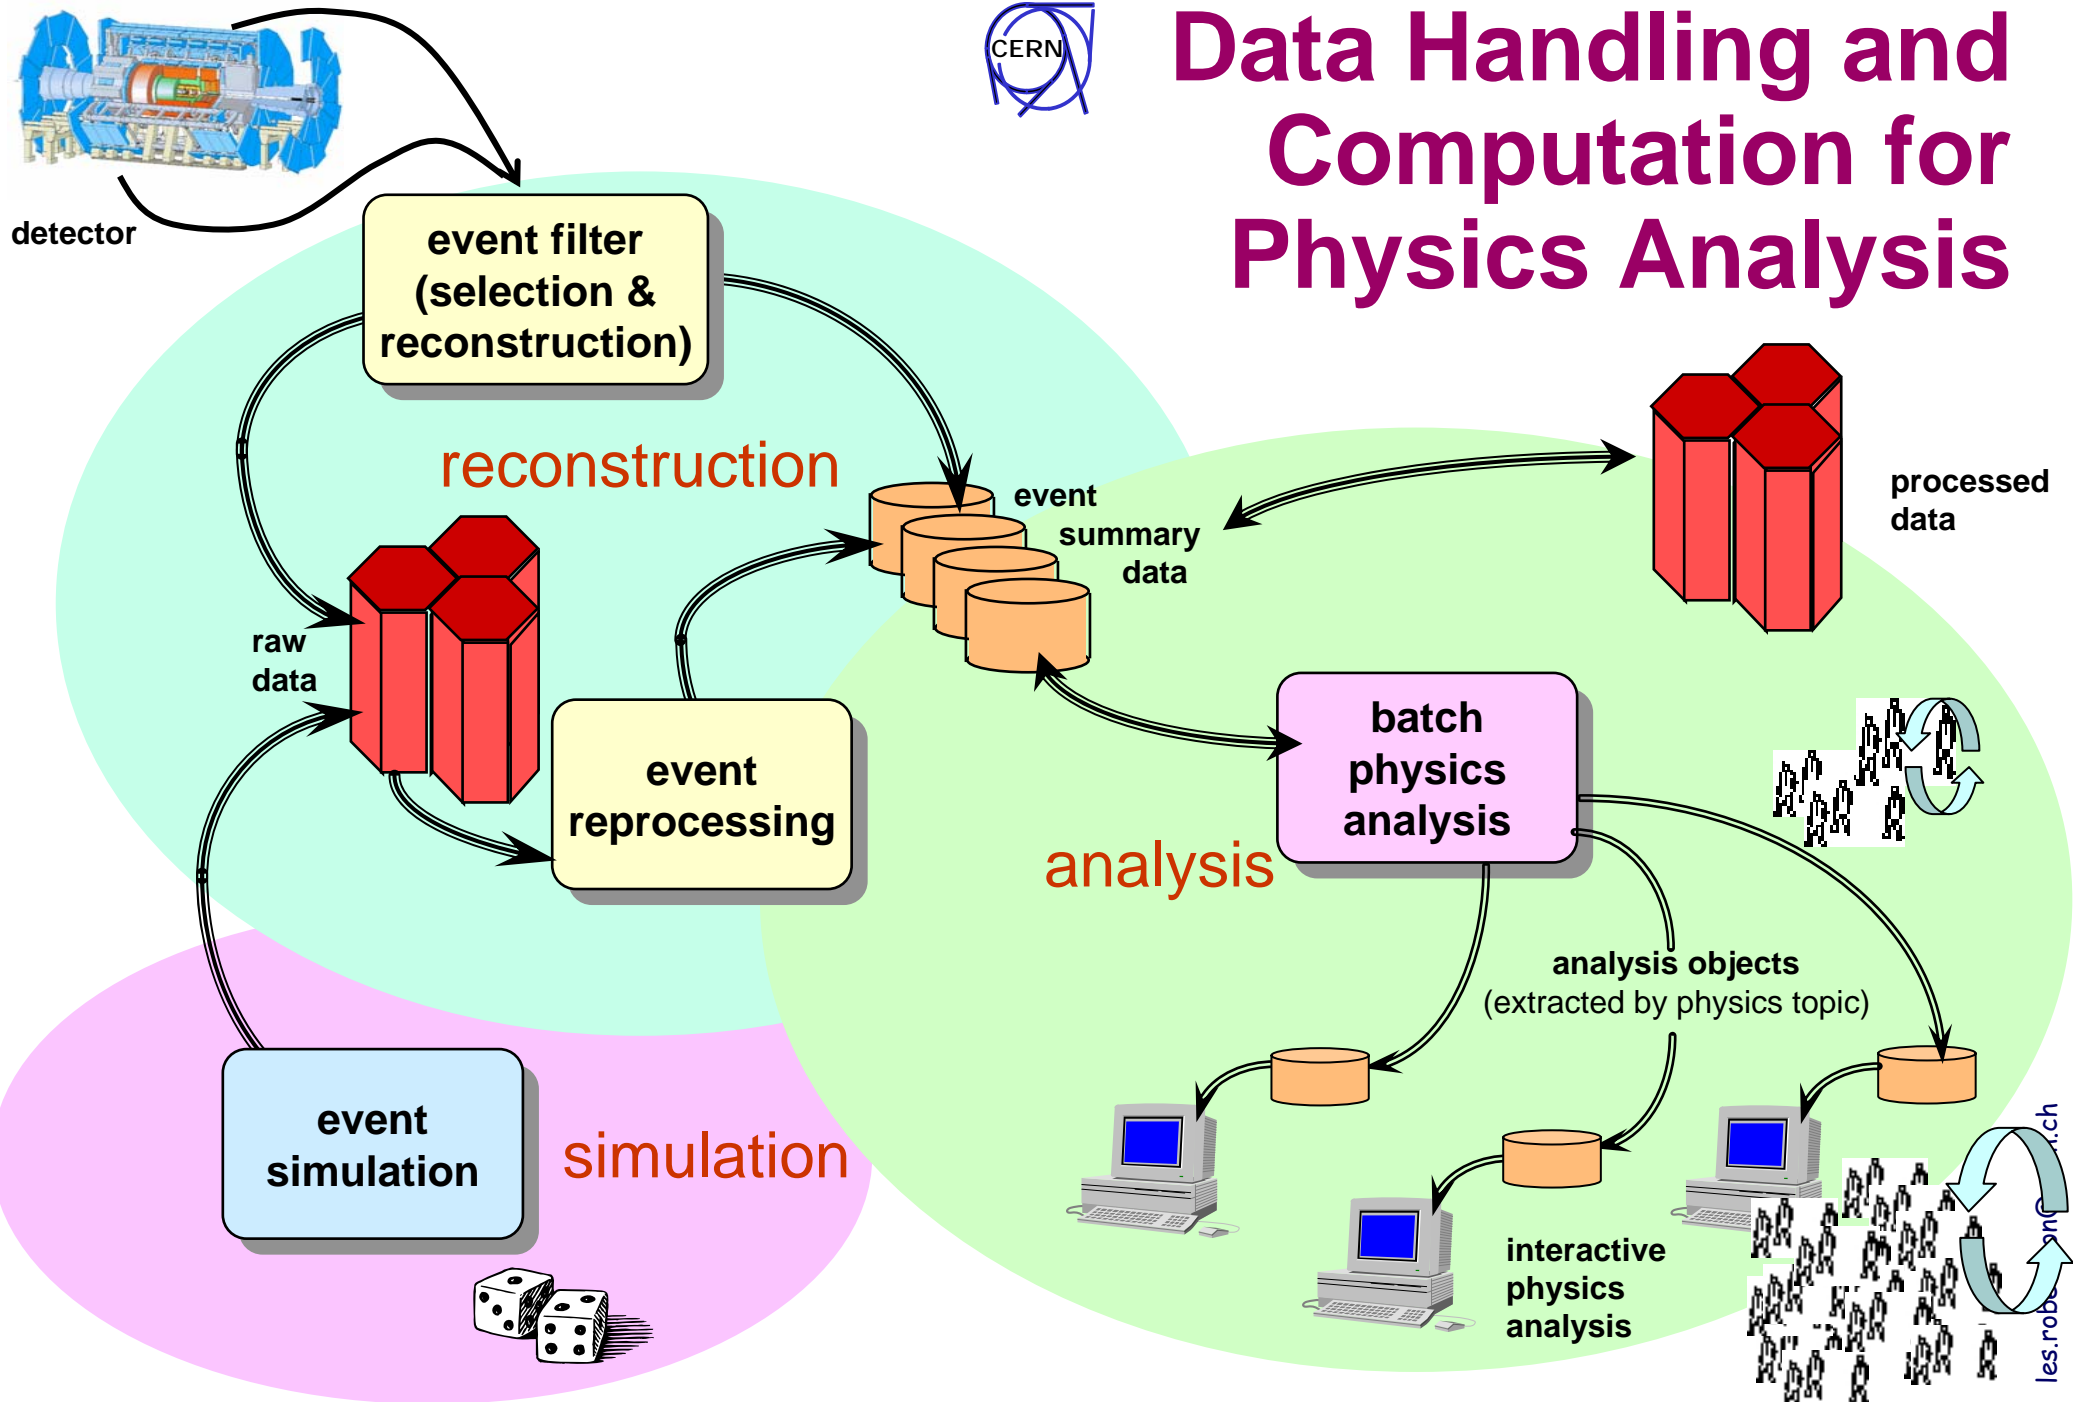 CERN
Data Handling and
Computation for
Physics Analysis
detector
event filter
(selection &
reconstruction)
reconstruction
event
summary
data
processed
data
raw
data
event
reprocessing
batch
physics
analysis
analysis
analysis objects
(extracted by physics topic)
event
simulation
simulation
interactive
physics
analysis